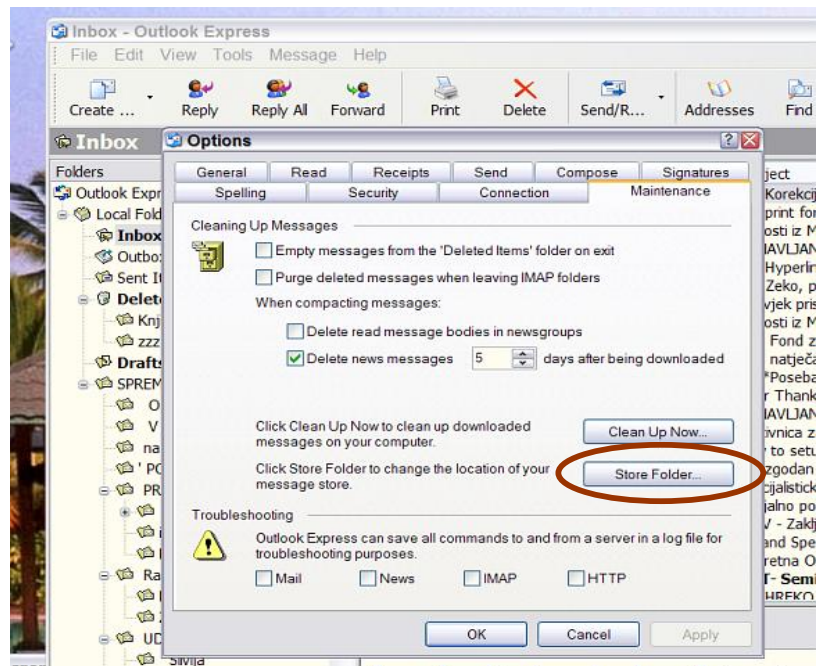 Inbox - Outlook Express
File Edit View Tools Message Help
Create ... Reply Reply All Forward Print Delete Send/R... Addresses Find
Inbox
Options
Folders
General Read Receipts Send Compose Signatures
Spelling Security Connection Maintenance
Outlook Expr
Local Fold
Inbox
Outbo
Sent It
Delet
Knj
zzz
Drafts
SPREM
O
V
na
' PO
PR
i
Ra
UD
Silvija
Cleaning Up Messages
Empty messages from the 'Deleted Items' folder on exit
Purge deleted messages when leaving IMAP folders
When compacting messages:
Delete read message bodies in newsgroups
Delete news messages 5 days after being downloaded
Click Clean Up Now to clean up downloaded
messages on your computer.
Clean Up Now...
Click Store Folder to change the location of your
message store.
Store Folder...
Troubleshooting
Outlook Express can save all commands to and from a server in a log file for
troubleshooting purposes.
Mail News IMAP HTTP
OK Cancel Apply
ject
Korekcij
print for
osti iz M
IAVLJAN
Hyperlin
Zeko, p
vjek pris
osti iz M
Fond z
natječa
*Poseba
r Thank
IAVLJAN
ivnica z
to setu
zgodan
cijalistick
jalno po
V - Zaklj
and Spe
retna O
T- Semi
HREKO